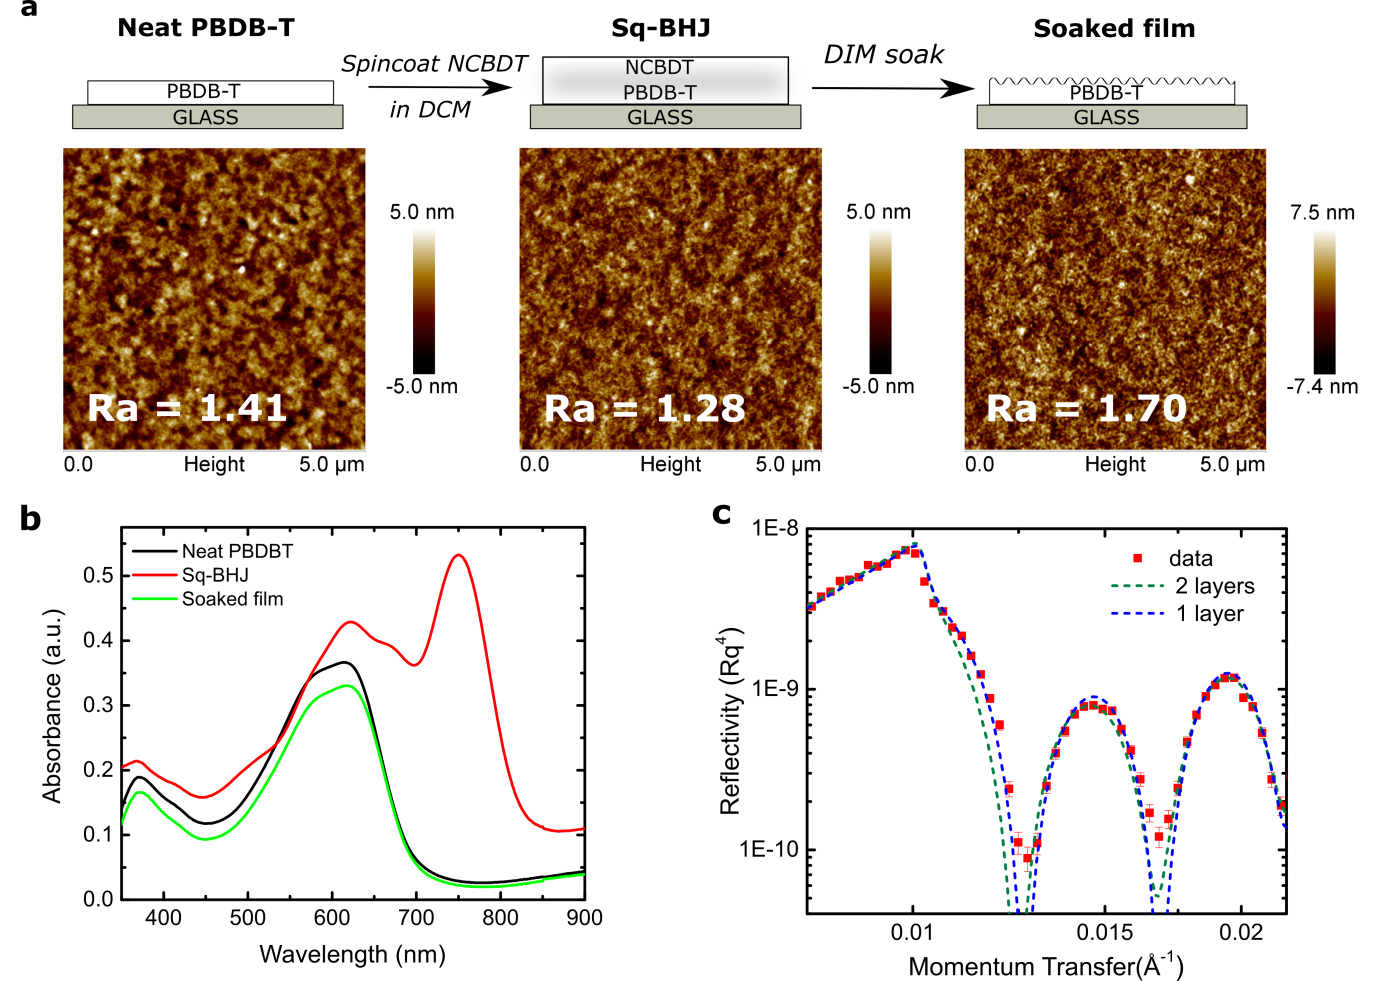 a
Neat PBDB-T
Sq-BHJ
Soaked film
Spincoat NCBDT
in DCM
DIM soak
PBDB-T
GLASS
NCBDT
PBDB-T
GLASS
PBDB-T
GLASS
5.0 nm
-5.0 nm
Ra = 1.41
0.0 Height 5.0 µm
5.0 nm
-5.0 nm
Ra = 1.28
0.0 Height 5.0 µm
7.5 nm
-7.4 nm
Ra = 1.70
0.0 Height 5.0 µm
b
Neat PBDBT
Sq-BHJ
Soaked film
Absorbance (a.u.)
0.5
0.4
0.3
0.2
0.1
0.0
400 500 600 700 800 900
Wavelength (nm)
c
data
2 layers
1 layer
Reflectivity (Rq⁴)
1E-8
1E-9
1E-10
0.01 0.015 0.02
Momentum Transfer(Å⁻¹)